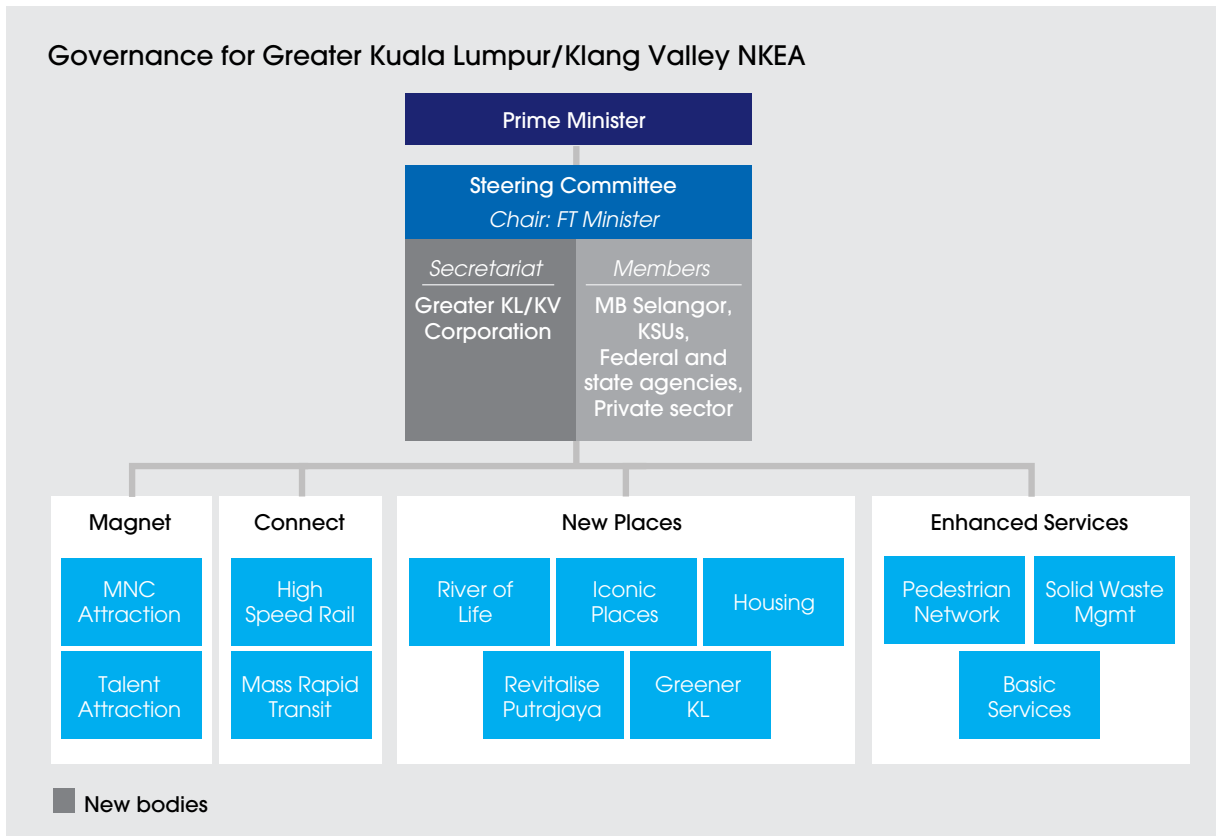 Governance for Greater Kuala Lumpur/Klang Valley NKEA
Prime Minister
Steering Committee
Chair: FT Minister
Secretariat
Greater KL/KV
Corporation
Members
MB Selangor,
KSUs,
Federal and
state agencies,
Private sector
Magnet
MNC
Attraction
Talent
Attraction
Connect
High
Speed Rail
Mass Rapid
Transit
New Places
River of
Life
Iconic
Places
Housing
Revitalise
Putrajaya
Greener
KL
Enhanced Services
Pedestrian
Network
Solid Waste
Mgmt
Basic
Services
New bodies